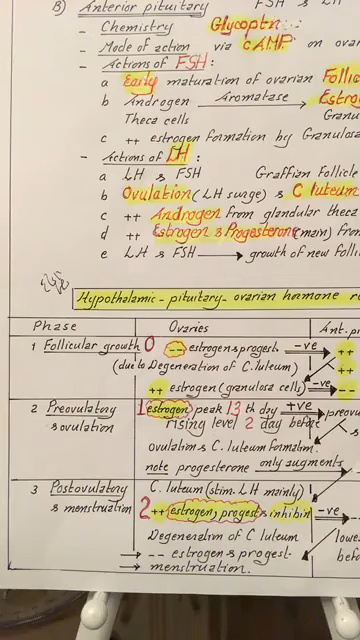 B) Anterior pituitary FSH & LH
- Chemistry Glycoptn.
- Mode of action via cAMP on ovar
- Actions of FSH:
a Early maturation of ovarian Follic
b Androgen Aromatase Estrog
Theca cells Granul
c ++ estrogen formation by Granulosa
- Actions of LH:
a LH & FSH Graffian Follicle
b Ovulation (LH surge) & C luteum
c ++ Androgen from glandular theca
d ++ Estrogen & Progesterone (main) from
e LH & FSH → growth of new Follic
Hypothalamic-pituitary-ovarian hormone re
Phase Ovaries Ant. pi
1 Follicular growth 0 -- estrogen & progest. -ve ++
(due to Degeneration of C. luteum) ++
++ estrogen (granulosa cells) -ve --
2 Preovulatory 1 estrogen peak 13 th day +ve preovu
& ovulation rising level 2 day before
ovulation & C. luteum formation.
note progesterone only augments
3 Postovulatory C. luteum (stim. LH mainly)
& menstruation 2 ++ estrogen, progest & inhibin -ve
Degeneration of C luteum lowe
→ -- estrogen & progest. befo
→ menstruation.